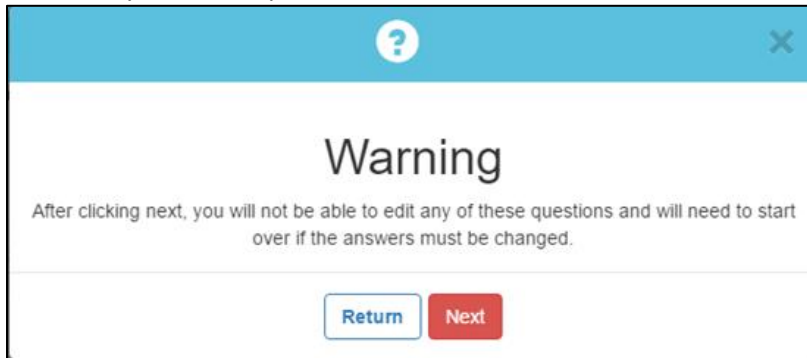 ?
Warning
After clicking next, you will not be able to edit any of these questions and will need to start
over if the answers must be changed.
Return Next